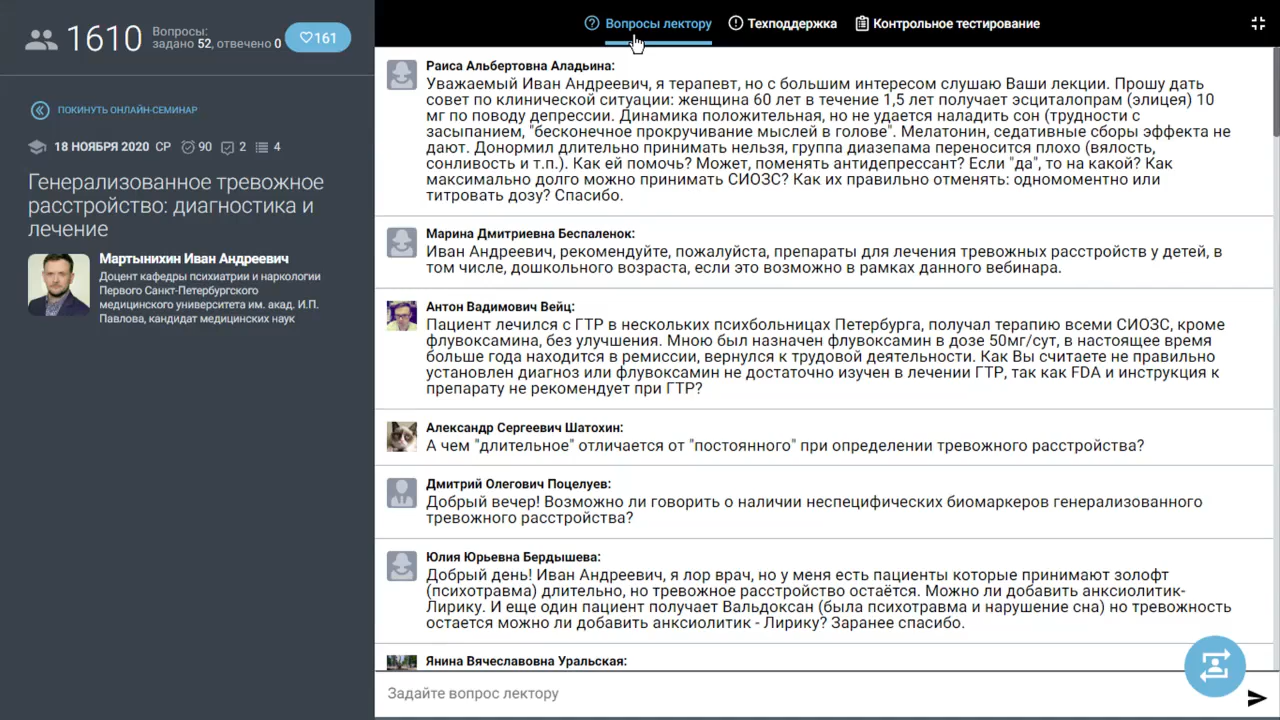 1610
Вопросы:
задано 52, отвечено 0
161
ПОКИНУТЬ ОНЛАЙН-СЕМИНАР
18 НОЯБРЯ 2020 СР 90 2 4
Генерализованное тревожное
расстройство: диагностика и
лечение
Мартынихин Иван Андреевич
Доцент кафедры психиатрии и наркологии
Первого Санкт-Петербургского
медицинского университета им. акад. И.П.
Павлова, кандидат медицинских наук
Вопросы лектору Техподдержка Контрольное тестирование
Раиса Альбертовна Аладьина:
Уважаемый Иван Андреевич, я терапевт, но с большим интересом слушаю Ваши лекции. Прошу дать
совет по клинической ситуации: женщина 60 лет в течение 1,5 лет получает эсциталопрам (элицея) 10
мг по поводу депрессии. Динамика положительная, но не удается наладить сон (трудности с
засыпанием, "бесконечное прокручивание мыслей в голове". Мелатонин, седативные сборы эффекта не
дают. Донормил длительно принимать нельзя, группа диазепама переносится плохо (вялость,
сонливость и т.п.). Как ей помочь? Может, поменять антидепрессант? Если "да", то на какой? Как
максимально долго можно принимать СИОЗС? Как их правильно отменять: одномоментно или
титровать дозу? Спасибо.
Марина Дмитриевна Беспаленок:
Иван Андреевич, рекомендуйте, пожалуйста, препараты для лечения тревожных расстройств у детей, в
том числе, дошкольного возраста, если это возможно в рамках данного вебинара.
Антон Вадимович Вейц:
Пациент лечился с ГТР в нескольких психбольницах Петербурга, получал терапию всеми СИОЗС, кроме
флувоксамина, без улучшения. Мною был назначен флувоксамин в дозе 50мг/сут, в настоящее время
больше года находится в ремиссии, вернулся к трудовой деятельности. Как Вы считаете не правильно
установлен диагноз или флувоксамин не достаточно изучен в лечении ГТР, так как FDA и инструкция к
препарату не рекомендует при ГТР?
Александр Сергеевич Шатохин:
А чем "длительное" отличается от "постоянного" при определении тревожного расстройства?
Дмитрий Олегович Поцелуев:
Добрый вечер! Возможно ли говорить о наличии неспецифических биомаркеров генерализованного
тревожного расстройства?
Юлия Юрьевна Бердышева:
Добрый день! Иван Андреевич, я лор врач, но у меня есть пациенты которые принимают золофт
(психотравма) длительно, но тревожное расстройство остаётся. Можно ли добавить анксиолитик-
Лирику. И еще один пациент получает Вальдоксан (была психотравма и нарушение сна) но тревожность
остается можно ли добавить анксиолитик - Лирику? Заранее спасибо.
Янина Вячеславовна Уральская:
Задайте вопрос лектору